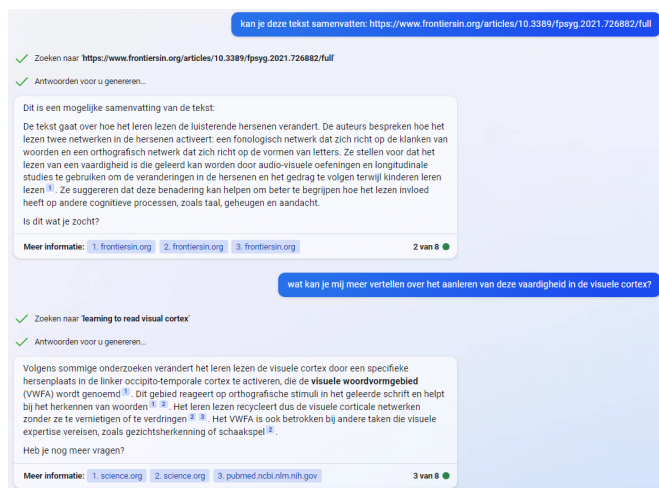 kan je deze tekst samenvatten: https://www.frontiersin.org/articles/10.3389/fpsyg.2021.726882/full
Zoeken naar 'https://www.frontiersin.org/articles/10.3389/fpsyg.2021.726882/full'
Antwoorden voor u genereren…
Dit is een mogelijke samenvatting van de tekst:
De tekst gaat over hoe het leren lezen de luisterende hersenen verandert. De auteurs bespreken hoe het
lezen twee netwerken in de hersenen activeert: een fonologisch netwerk dat zich richt op de klanken van
woorden en een orthografisch netwerk dat zich richt op de vormen van letters. Ze stellen voor dat het
lezen van een vaardigheid is die geleerd kan worden door audio-visuele oefeningen en longitudinale
studies te gebruiken om de veranderingen in de hersenen en het gedrag te volgen terwijl kinderen leren
lezen 1 . Ze suggereren dat deze benadering kan helpen om beter te begrijpen hoe het lezen invloed
heeft op andere cognitieve processen, zoals taal, geheugen en aandacht.
Is dit wat je zocht?
Meer informatie: 1. frontiersin.org 2. frontiersin.org 3. frontiersin.org 2 van 8
wat kan je mij meer vertellen over het aanleren van deze vaardigheid in de visuele cortex?
Zoeken naar 'learning to read visual cortex'
Antwoorden voor u genereren…
Volgens sommige onderzoeken verandert het leren lezen de visuele cortex door een specifieke
hersenplaats in de linker occipito-temporale cortex te activeren, die de visuele woordvormgebied
(VWFA) wordt genoemd 1 . Dit gebied reageert op orthografische stimuli in het geleerde schrift en helpt
bij het herkennen van woorden 1 2 . Het leren lezen recycleert dus de visuele corticale netwerken
zonder ze te vernietigen of te verdringen 2 3 . Het VWFA is ook betrokken bij andere taken die visuele
expertise vereisen, zoals gezichtsherkenning of schaakspel 2 .
Heb je nog meer vragen?
Meer informatie: 1. science.org 2. science.org 3. pubmed.ncbi.nlm.nih.gov 3 van 8